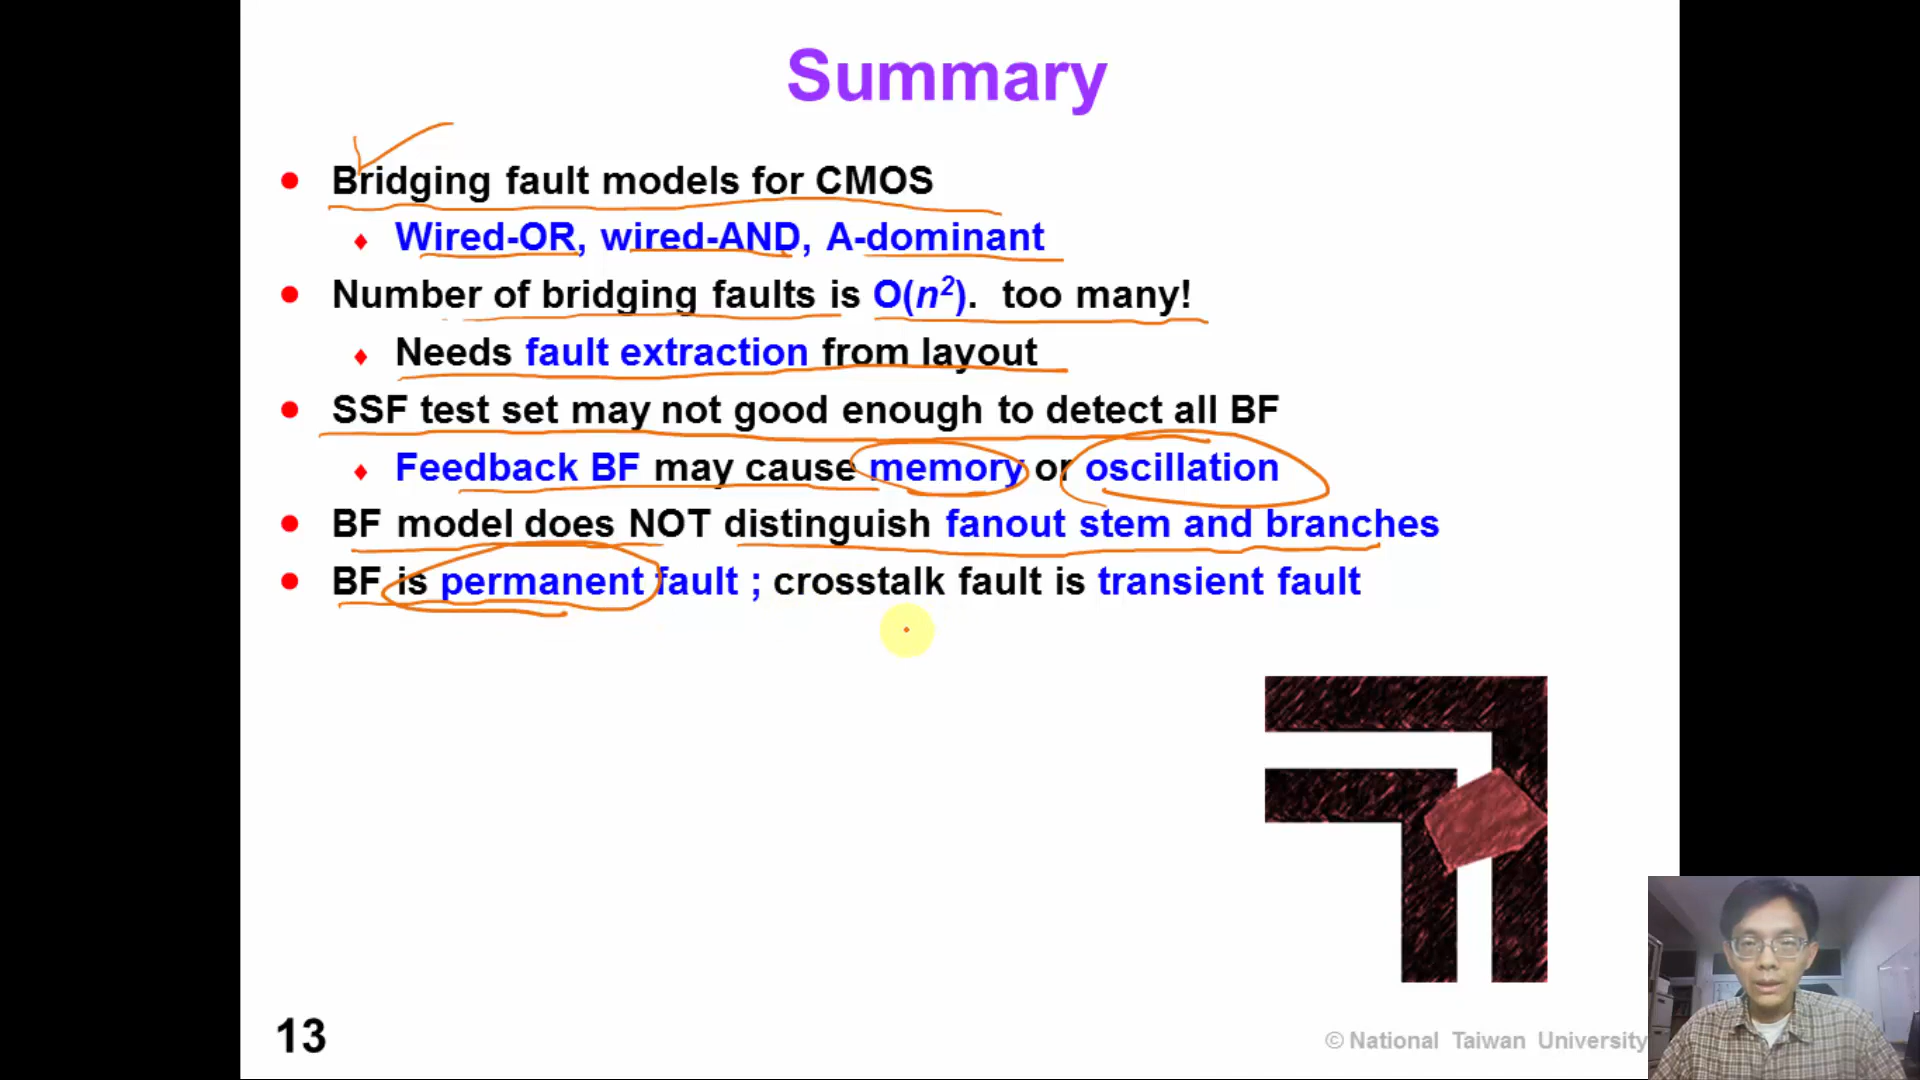 Summary
Bridging fault models for CMOS
Wired-OR, wired-AND, A-dominant
Number of bridging faults is O(n²). too many!
Needs fault extraction from layout
SSF test set may not good enough to detect all BF
Feedback BF may cause memory or oscillation
BF model does NOT distinguish fanout stem and branches
BF is permanent fault ; crosstalk fault is transient fault
13
© National Taiwan University